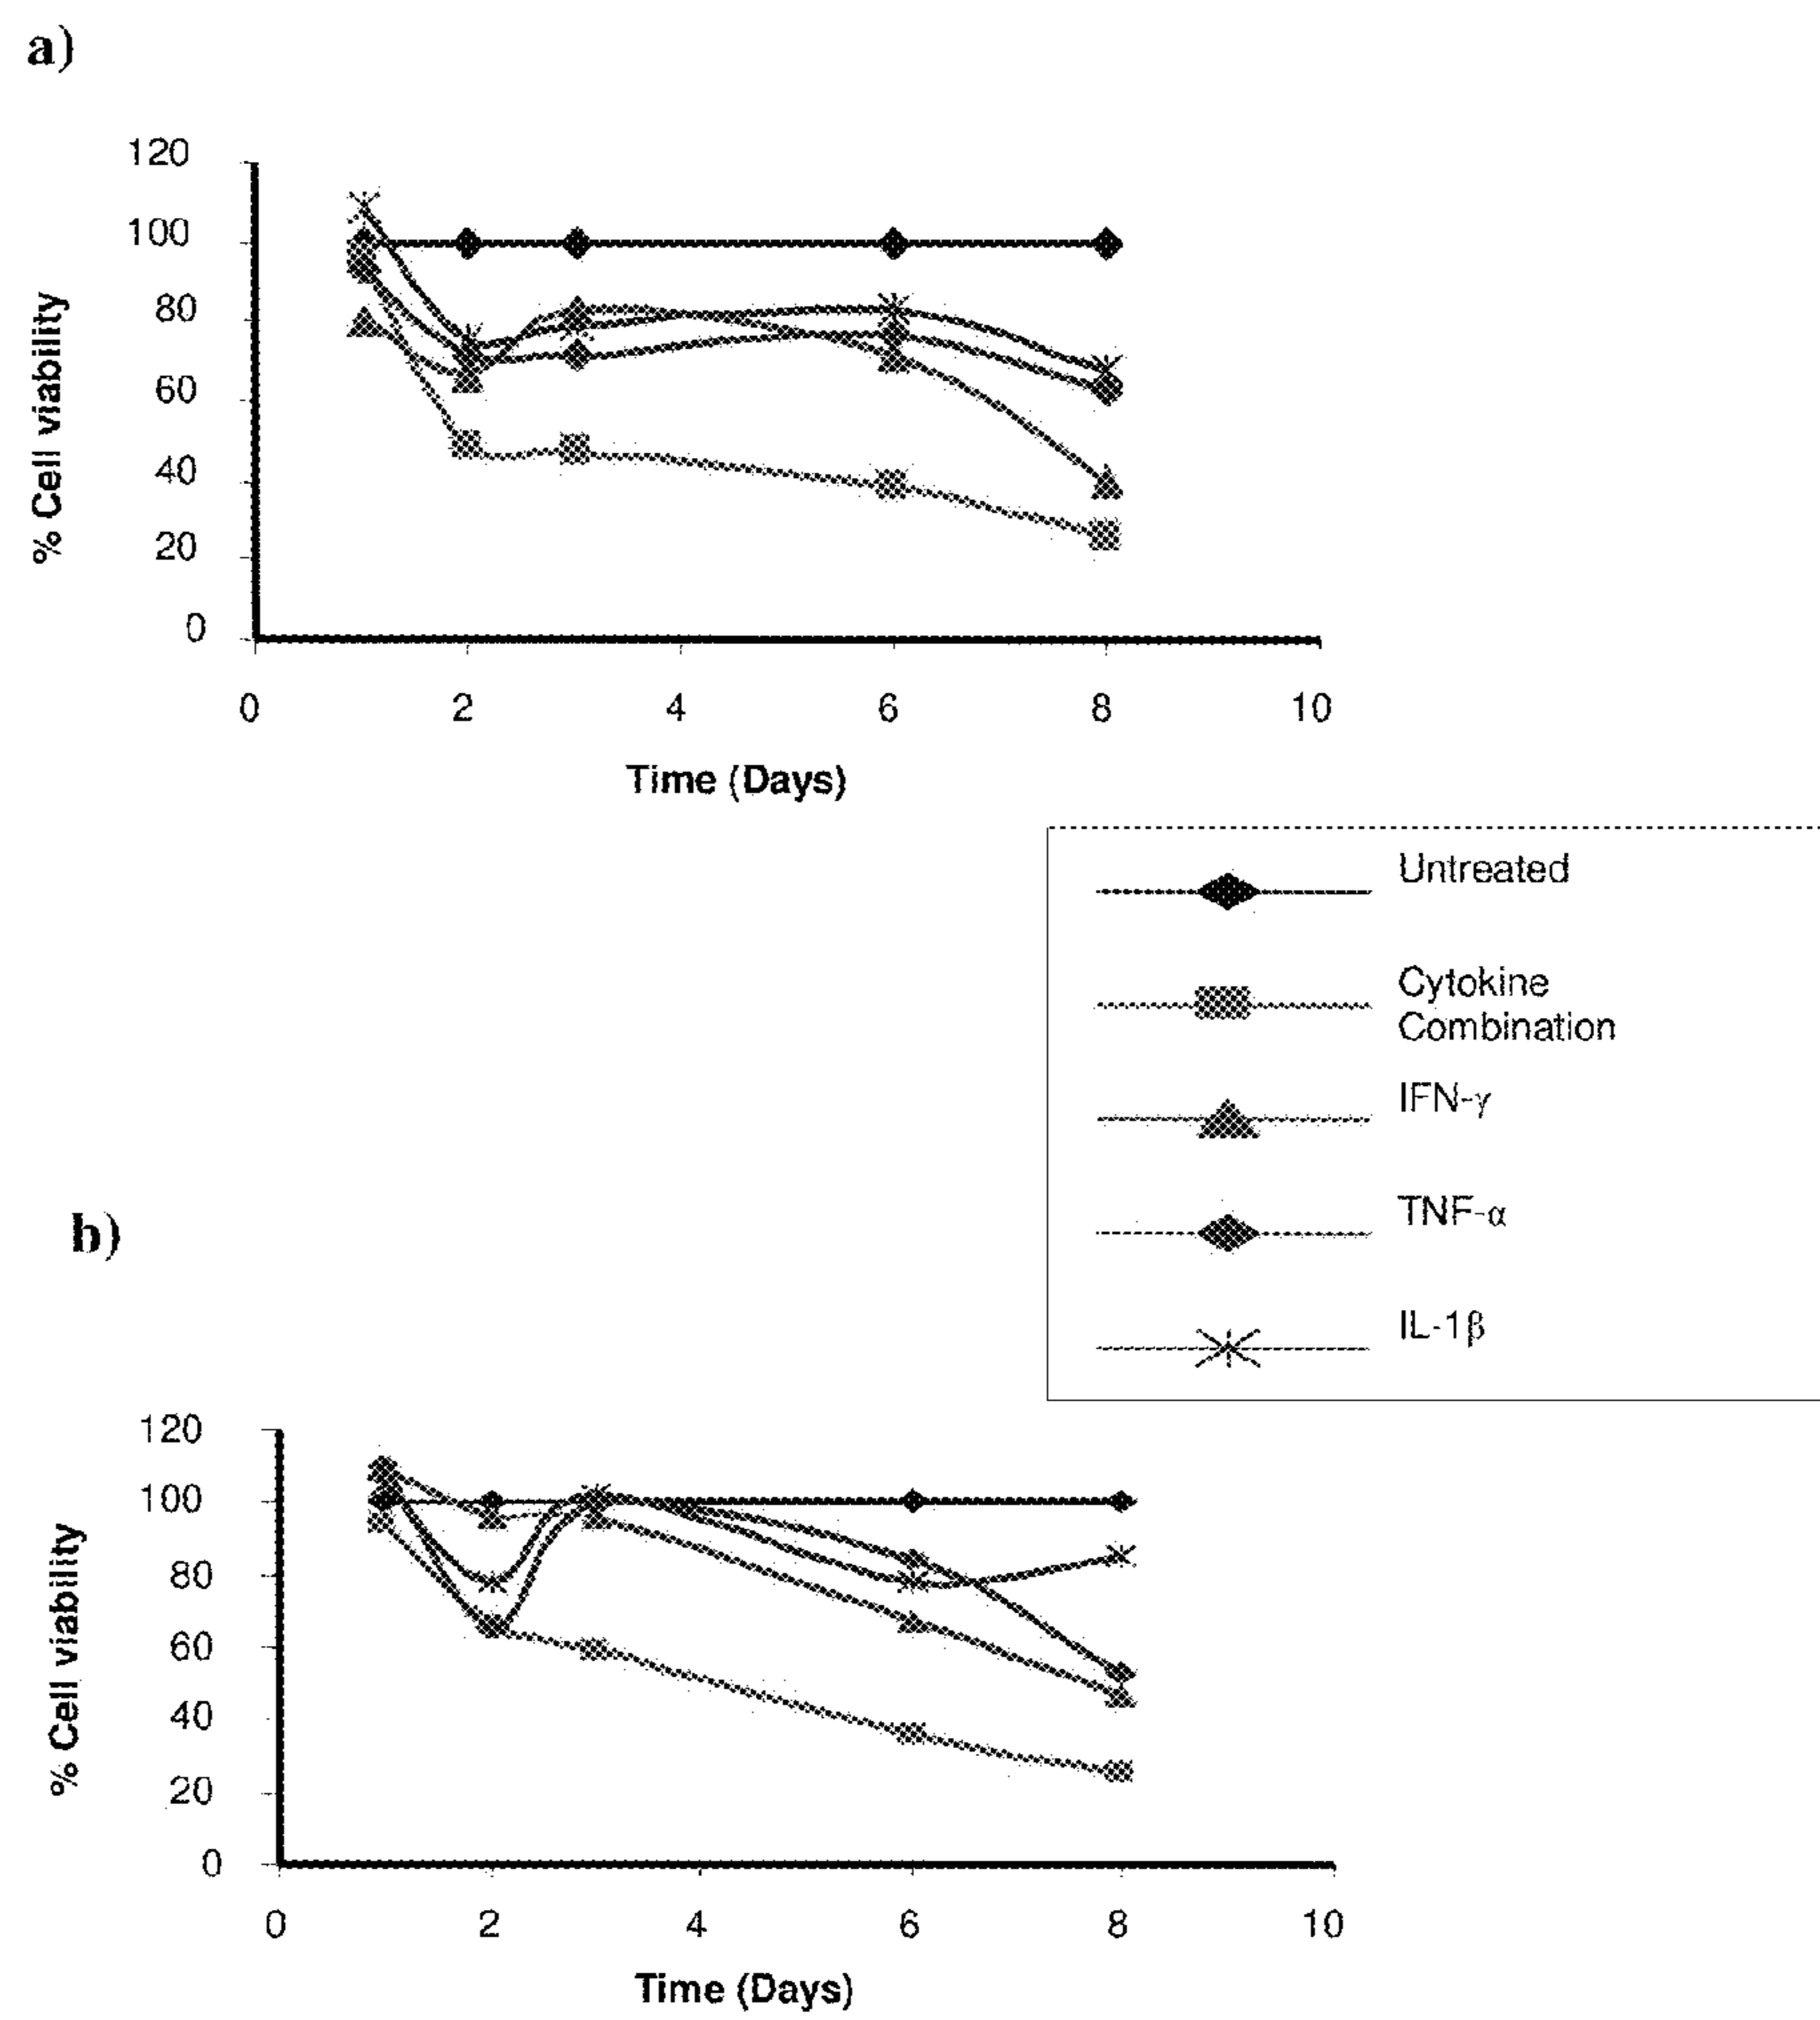 a)
120
100
80
60
40
20
0
% Cell viability
0 2 4 6 8 10
Time (Days)
Untreated
Cytokine
Combination
IFN-γ
TNF-α
IL-1β
b)
120
100
80
60
40
20
0
% Cell viability
0 2 4 6 8 10
Time (Days)